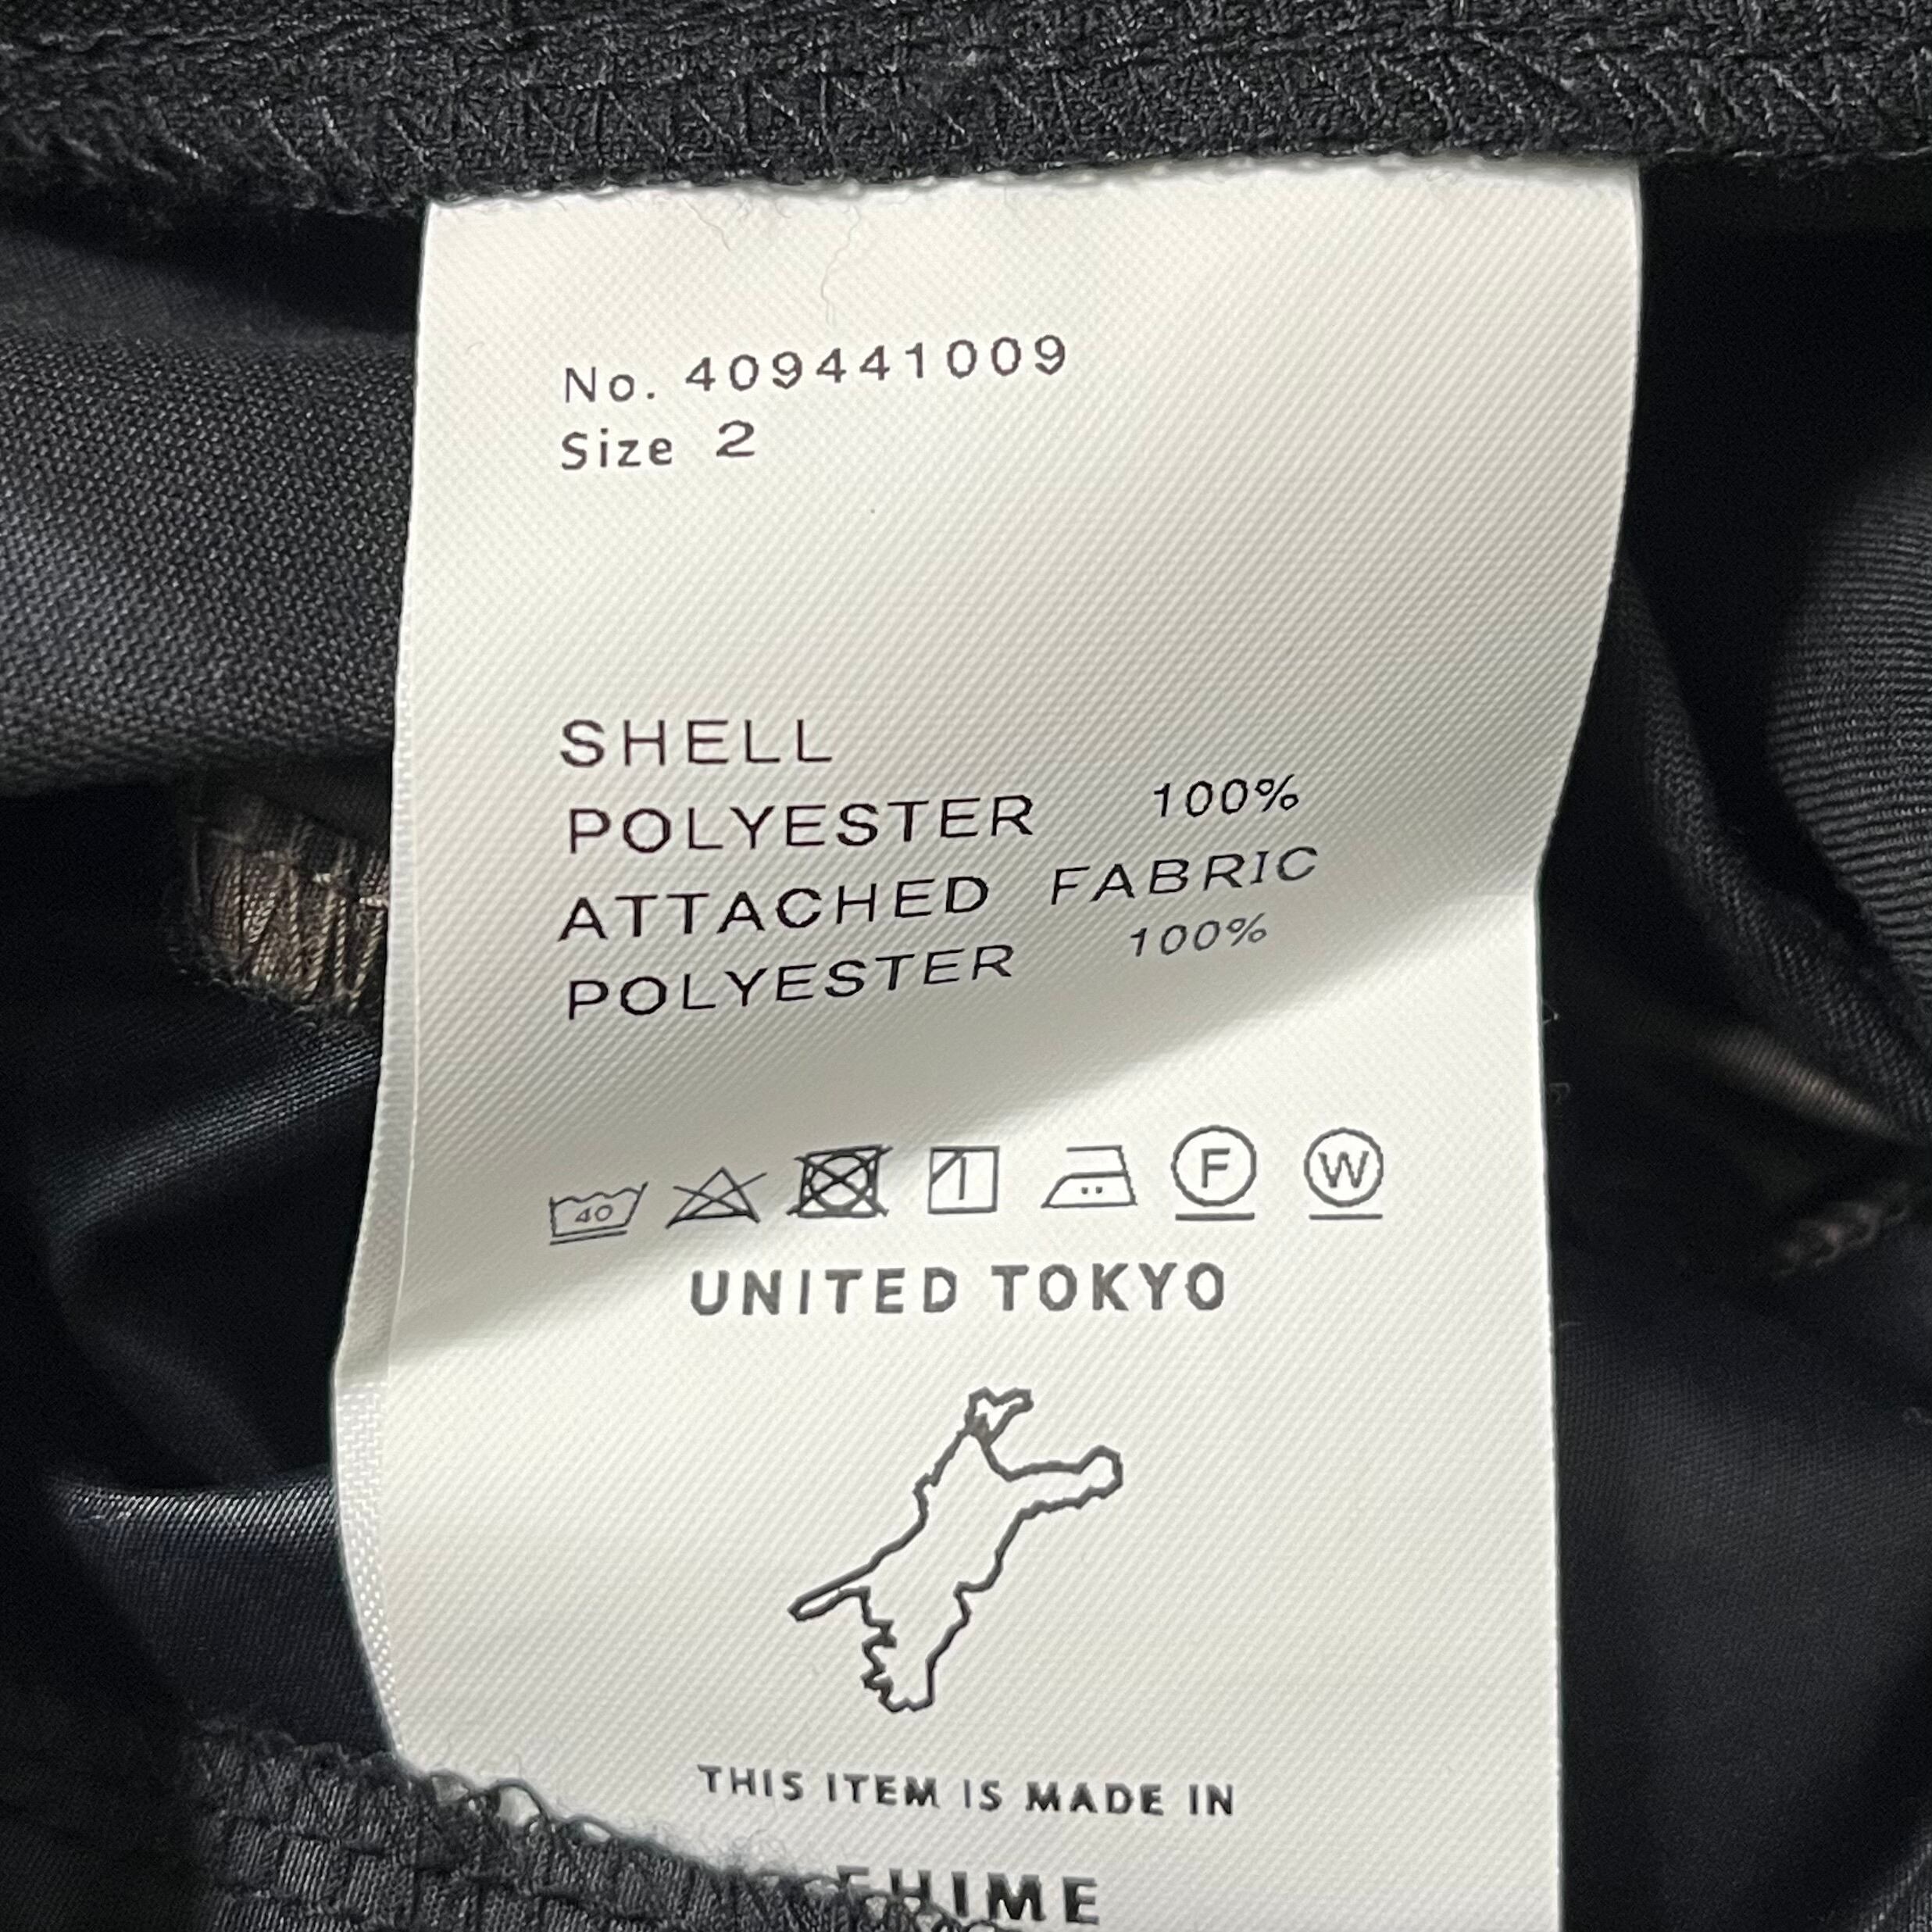 No. 409441009
Size 2
SHELL
POLYESTER 100%
ATTACHED FABRIC
POLYESTER 100%
40 F W
UNITED TOKYO
THIS ITEM IS MADE IN
EHIME